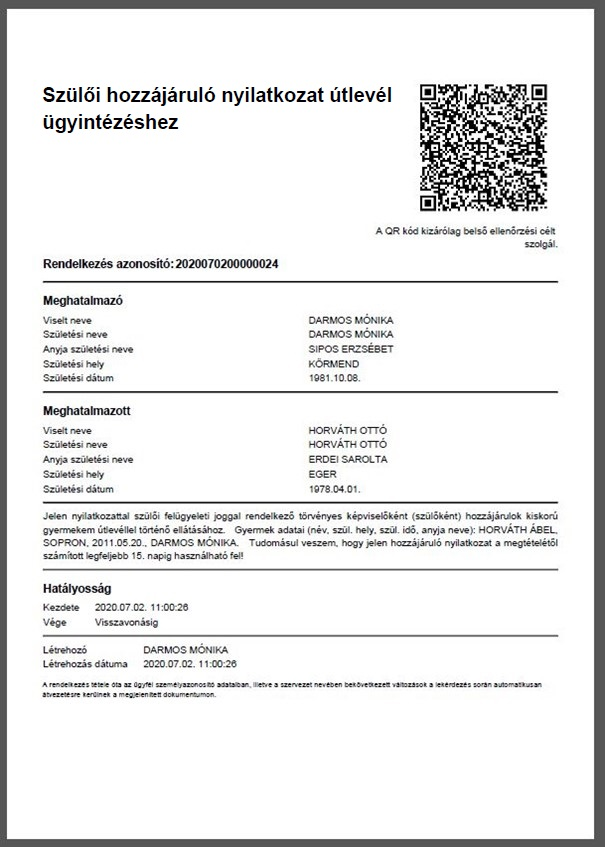 Szülői hozzájáruló nyilatkozat útlevél
ügyintézéshez
A QR kód kizárólag belső ellenőrzési célt
szolgál.
Rendelkezés azonosító: 2020070200000024
Meghatalmazó
Viselt neve DARMOS MÓNIKA
Születési neve DARMOS MÓNIKA
Anyja születési neve SIPOS ERZSÉBET
Születési hely KÖRMEND
Születési dátum 1981.10.08.
Meghatalmazott
Viselt neve HORVÁTH OTTÓ
Születési neve HORVÁTH OTTÓ
Anyja születési neve ERDEI SAROLTA
Születési hely EGER
Születési dátum 1978.04.01.
Jelen nyilatkozattal szülői felügyeleti joggal rendelkező törvényes képviselőként (szülőként) hozzájárulok kiskorú
gyermekem útlevéllel történő ellátásához. Gyermek adatai (név, szül. hely, szül. idő, anyja neve): HORVÁTH ÁBEL,
SOPRON, 2011.05.20., DARMOS MÓNIKA. Tudomásul veszem, hogy jelen hozzájáruló nyilatkozat a megtételétől
számított legfeljebb 15. napig használható fel!
Hatályosság
Kezdete 2020.07.02. 11:00:26
Vége Visszavonásig
Létrehozó DARMOS MÓNIKA
Létrehozás dátuma 2020.07.02. 11:00:26
A rendelkezés tétele óta az ügyfél személyazonosító adataiban, illetve a szervezet nevében bekövetkezett változások a lekérdezés során automatikusan
átvezetésre kerülnek a megjelenített dokumentumon.